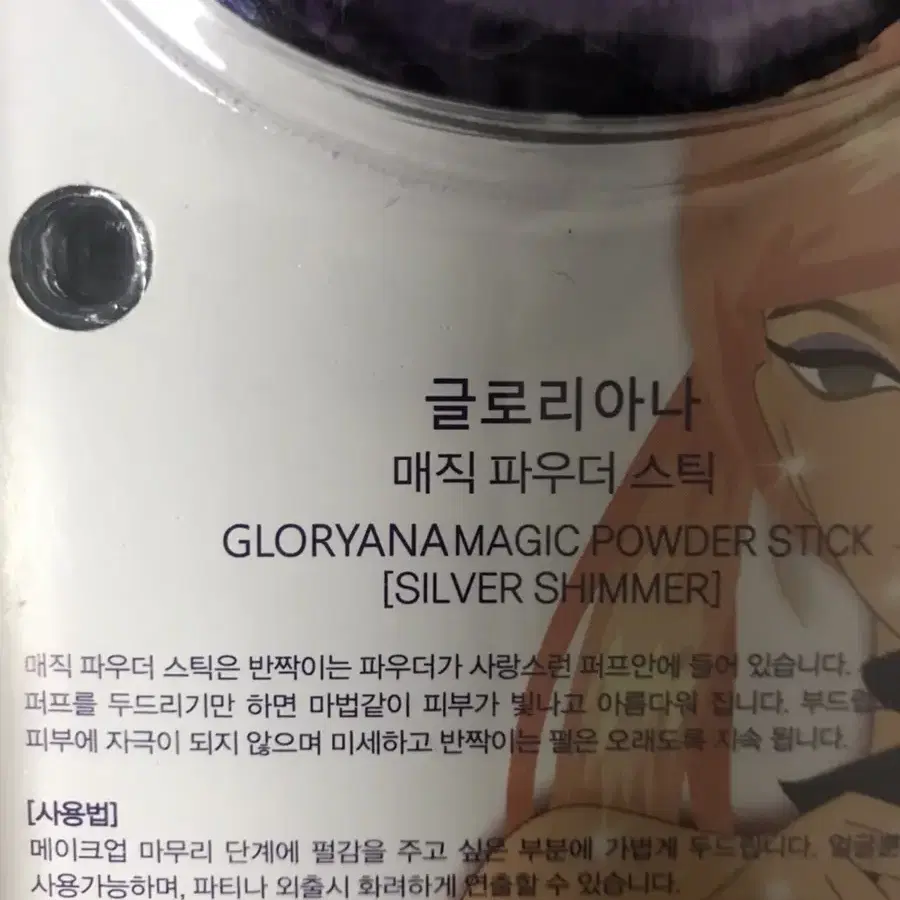 글로리아나
매직 파우더 스틱
GLORYANA MAGIC POWDER STICK
[SILVER SHIMMER]
매직 파우더 스틱은 반짝이는 파우더가 사랑스런 퍼프안에 들어 있습니다.
퍼프를 두드리기만 하면 마법같이 피부가 빛나고 아름다워 집니다.
피부에 자극이 되지 않으며 미세하고 반짝이는 펄은 오래도록 지속 됩니다.
[사용법]
메이크업 마무리 단계에 펄감을 주고 싶은 부분에 가볍게 두드립니다.
사용가능하며, 파티나 외출시 화려하게 연출할 수 있습니다.